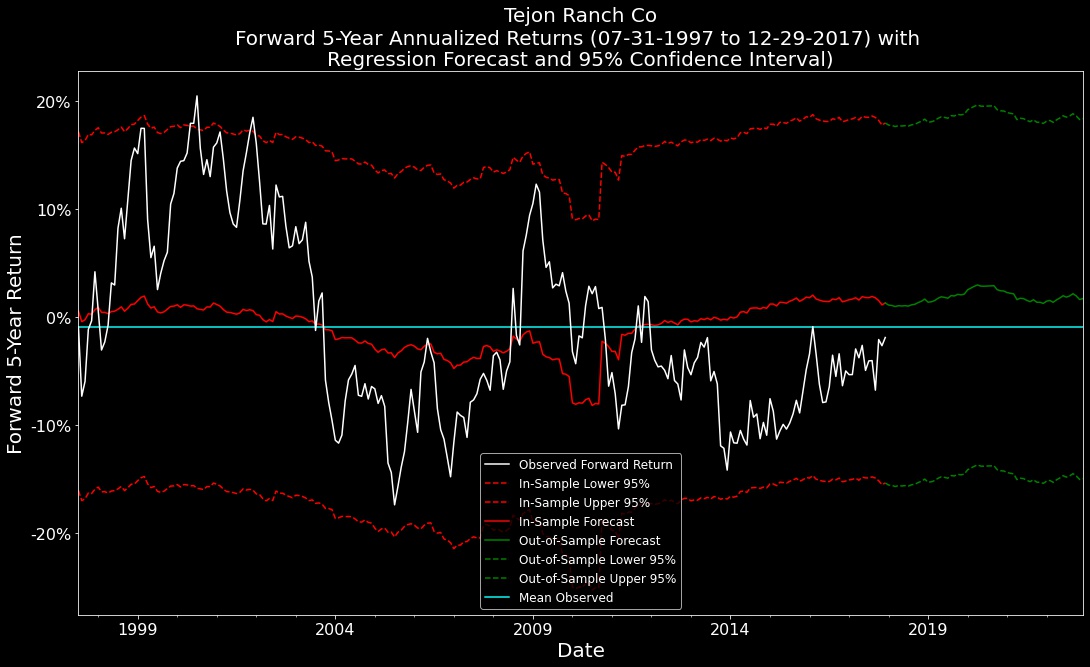 Tejon Ranch Co
Forward 5-Year Annualized Returns (07-31-1997 to 12-29-2017) with
Regression Forecast and 95% Confidence Interval)
Forward 5-Year Return
20%
10%
0%
-10%
-20%
Observed Forward Return
In-Sample Lower 95%
In-Sample Upper 95%
In-Sample Forecast
Out-of-Sample Forecast
Out-of-Sample Lower 95%
Out-of-Sample Upper 95%
Mean Observed
1999
2004
2009
2014
2019
Date